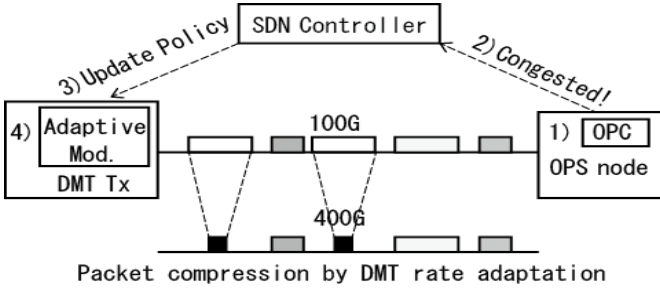 SDN Controller
3)Update Policy
2)Congested!
4)
Adaptive
Mod.
DMT Tx
100G
1)
OPC
OPS node
400G
Packet compression by DMT rate adaptation